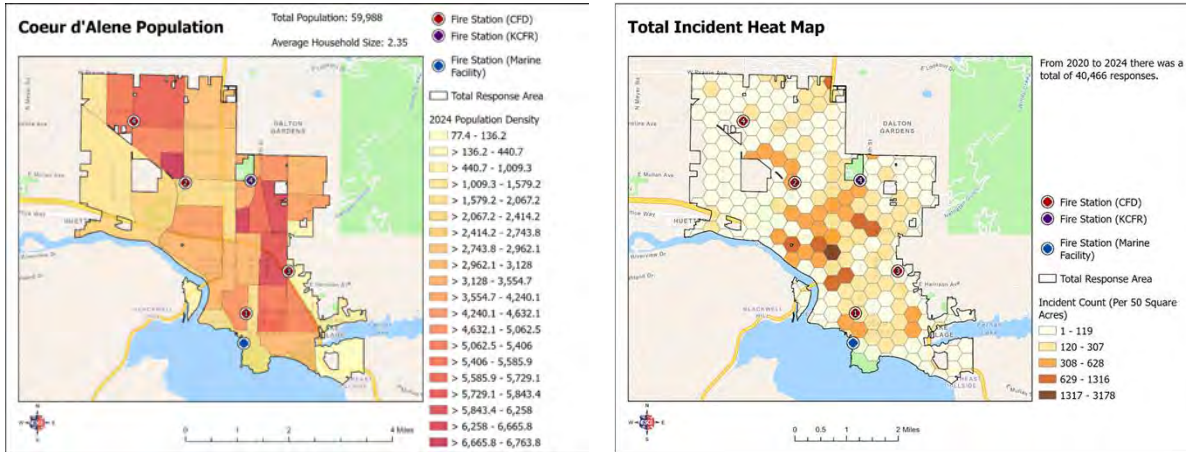 Coeur d'Alene Population
Total Population: 59,988
Average Household Size: 2.35
Fire Station (CFD)
Fire Station (KCFR)
Fire Station (Marine
Facility)
Total Response Area
2024 Population Density
77.4 - 136.2
> 136.2 - 440.7
> 440.7 - 1,009.3
> 1,009.3 - 1,579.2
> 1,579.2 - 2,067.2
> 2,067.2 - 2,414.2
> 2,414.2 - 2,743.8
> 2,743.8 - 2,962.1
> 2,962.1 - 3,128
> 3,128 - 3,554.7
> 3,554.7 - 4,240.1
> 4,240.1 - 4,632.1
> 4,632.1 - 5,062.5
> 5,062.5 - 5,406
> 5,406 - 5,585.9
> 5,585.9 - 5,729.1
> 5,729.1 - 5,843.4
> 5,843.4 - 6,258
> 6,258 - 6,665.8
> 6,665.8 - 6,763.8
DALTON
GARDENS
E Mullan Ave
HUETT
N
W
E
S
0 1 2 4 Miles
Total Incident Heat Map
From 2020 to 2024 there was a
total of 40,466 responses.
Fire Station (CFD)
Fire Station (KCFR)
Fire Station (Marine
Facility)
Total Response Area
Incident Count (Per 50 Square
Acres)
1 - 119
120 - 307
308 - 628
629 - 1316
1317 - 3178
DALTON
GARDENS
E Mullan Ave
HUETT
N
W
E
S
0 0.5 1 2 Miles